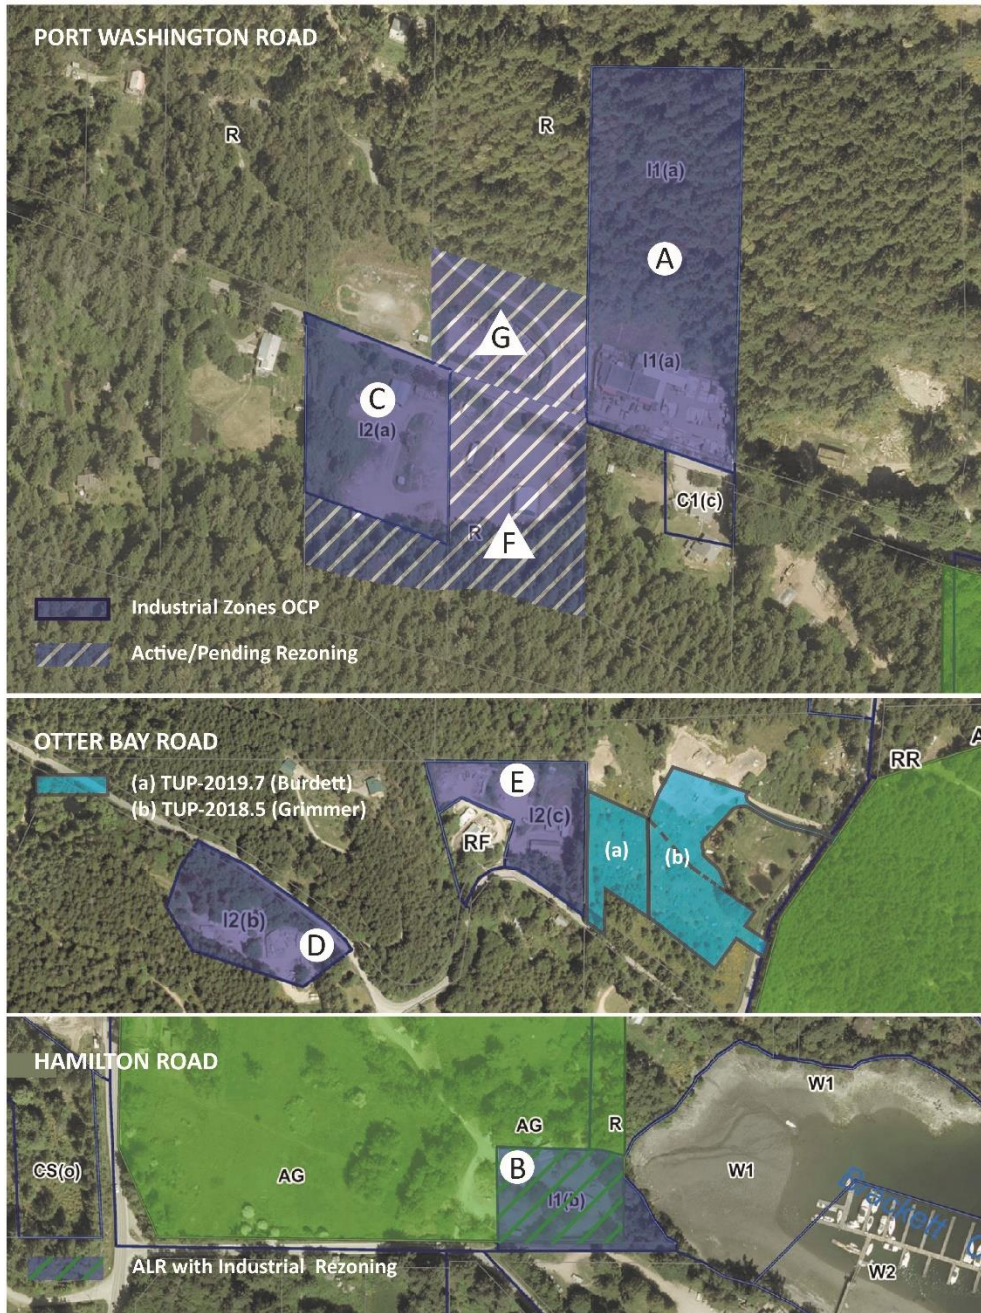 PORT WASHINGTON ROAD
R
R
I1(a)
A
G
I1(a)
C
I2(a)
C1(c)
R
F
Industrial Zones OCP
Active/Pending Rezoning
OTTER BAY ROAD
(a) TUP-2019.7 (Burdett)
(b) TUP-2018.5 (Grimmer)
A
RR
E
I2(c)
RF
(a)
(b)
I2(b)
D
HAMILTON ROAD
W1
AG
R
CS(o)
AG
B
W1
I1(b)
Brackett C
ALR with Industrial Rezoning
W2